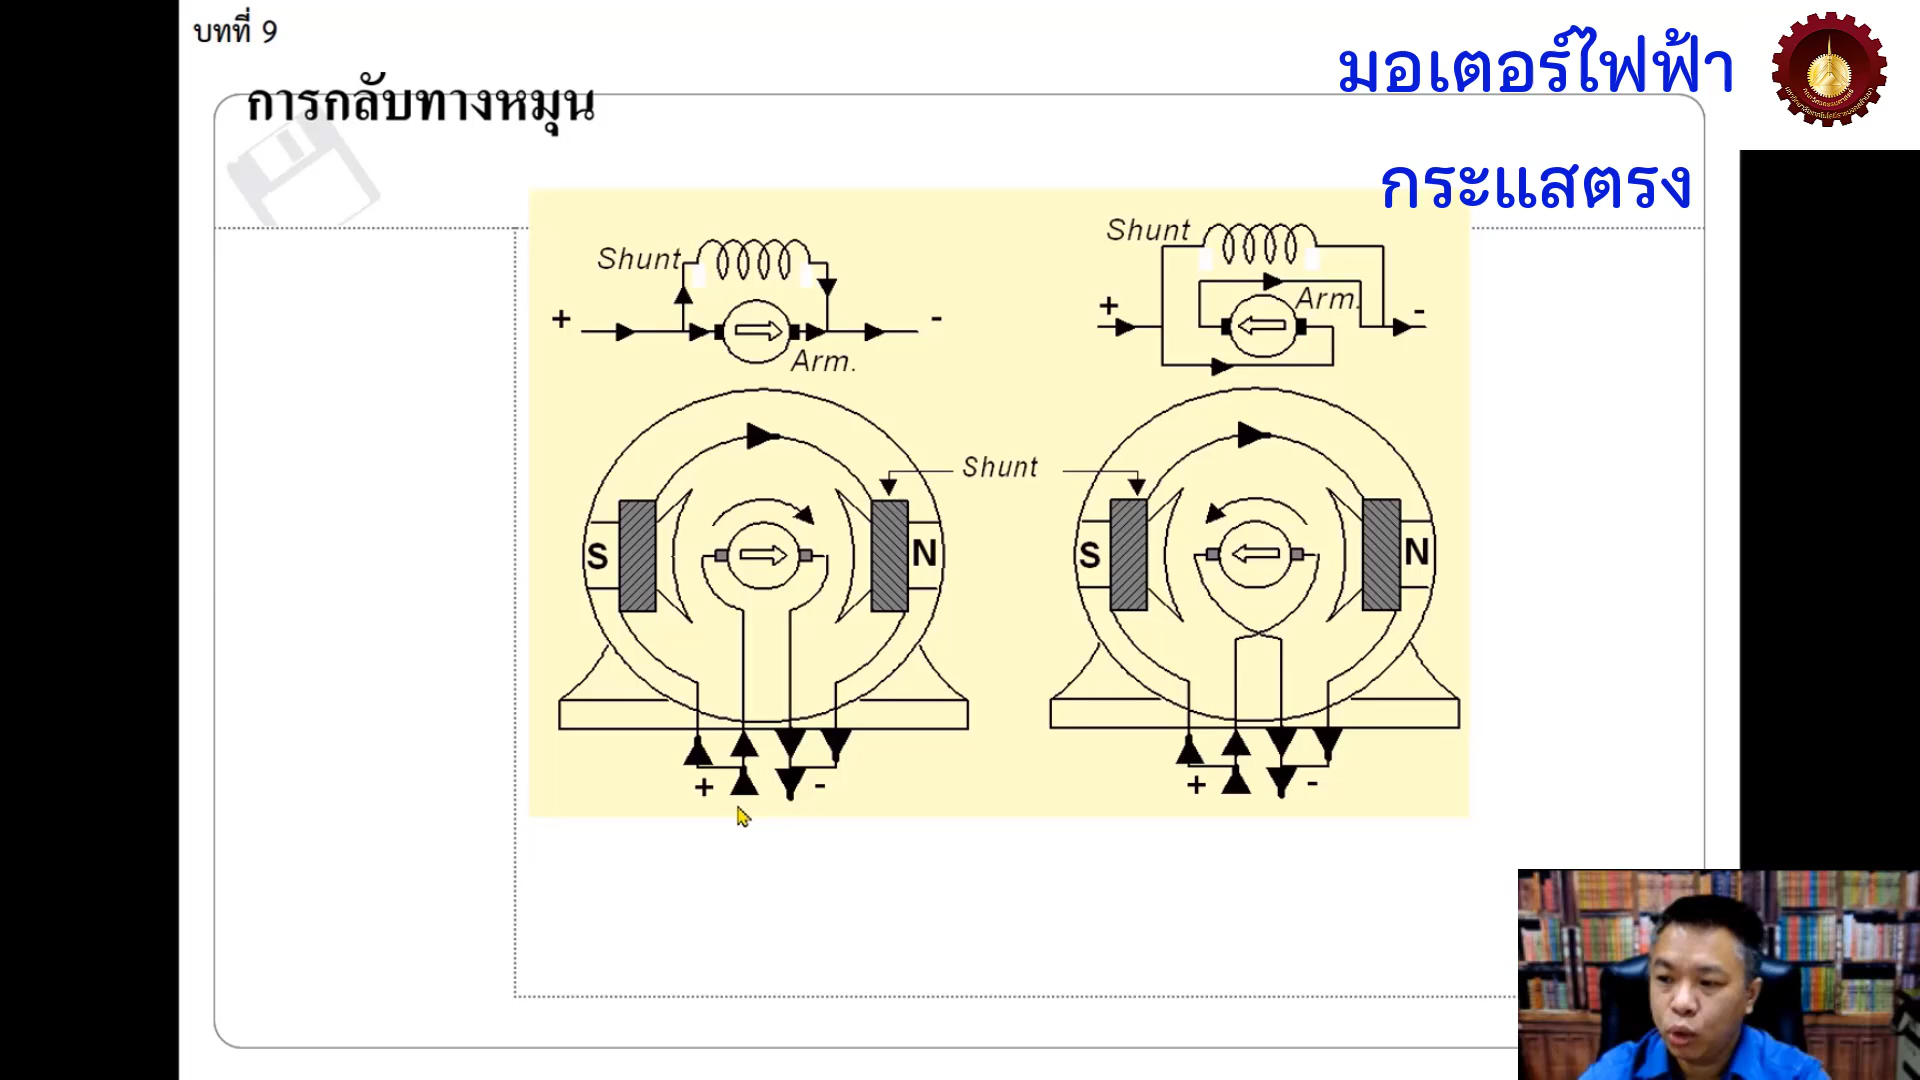 บทที่ 9
การกลับทางหมุน
มอเตอร์ไฟฟ้า
กระแสตรง
Shunt
+
-
Arm.
Shunt
+
Arm.
-
Shunt
S
N
S
N
+
-
+
-